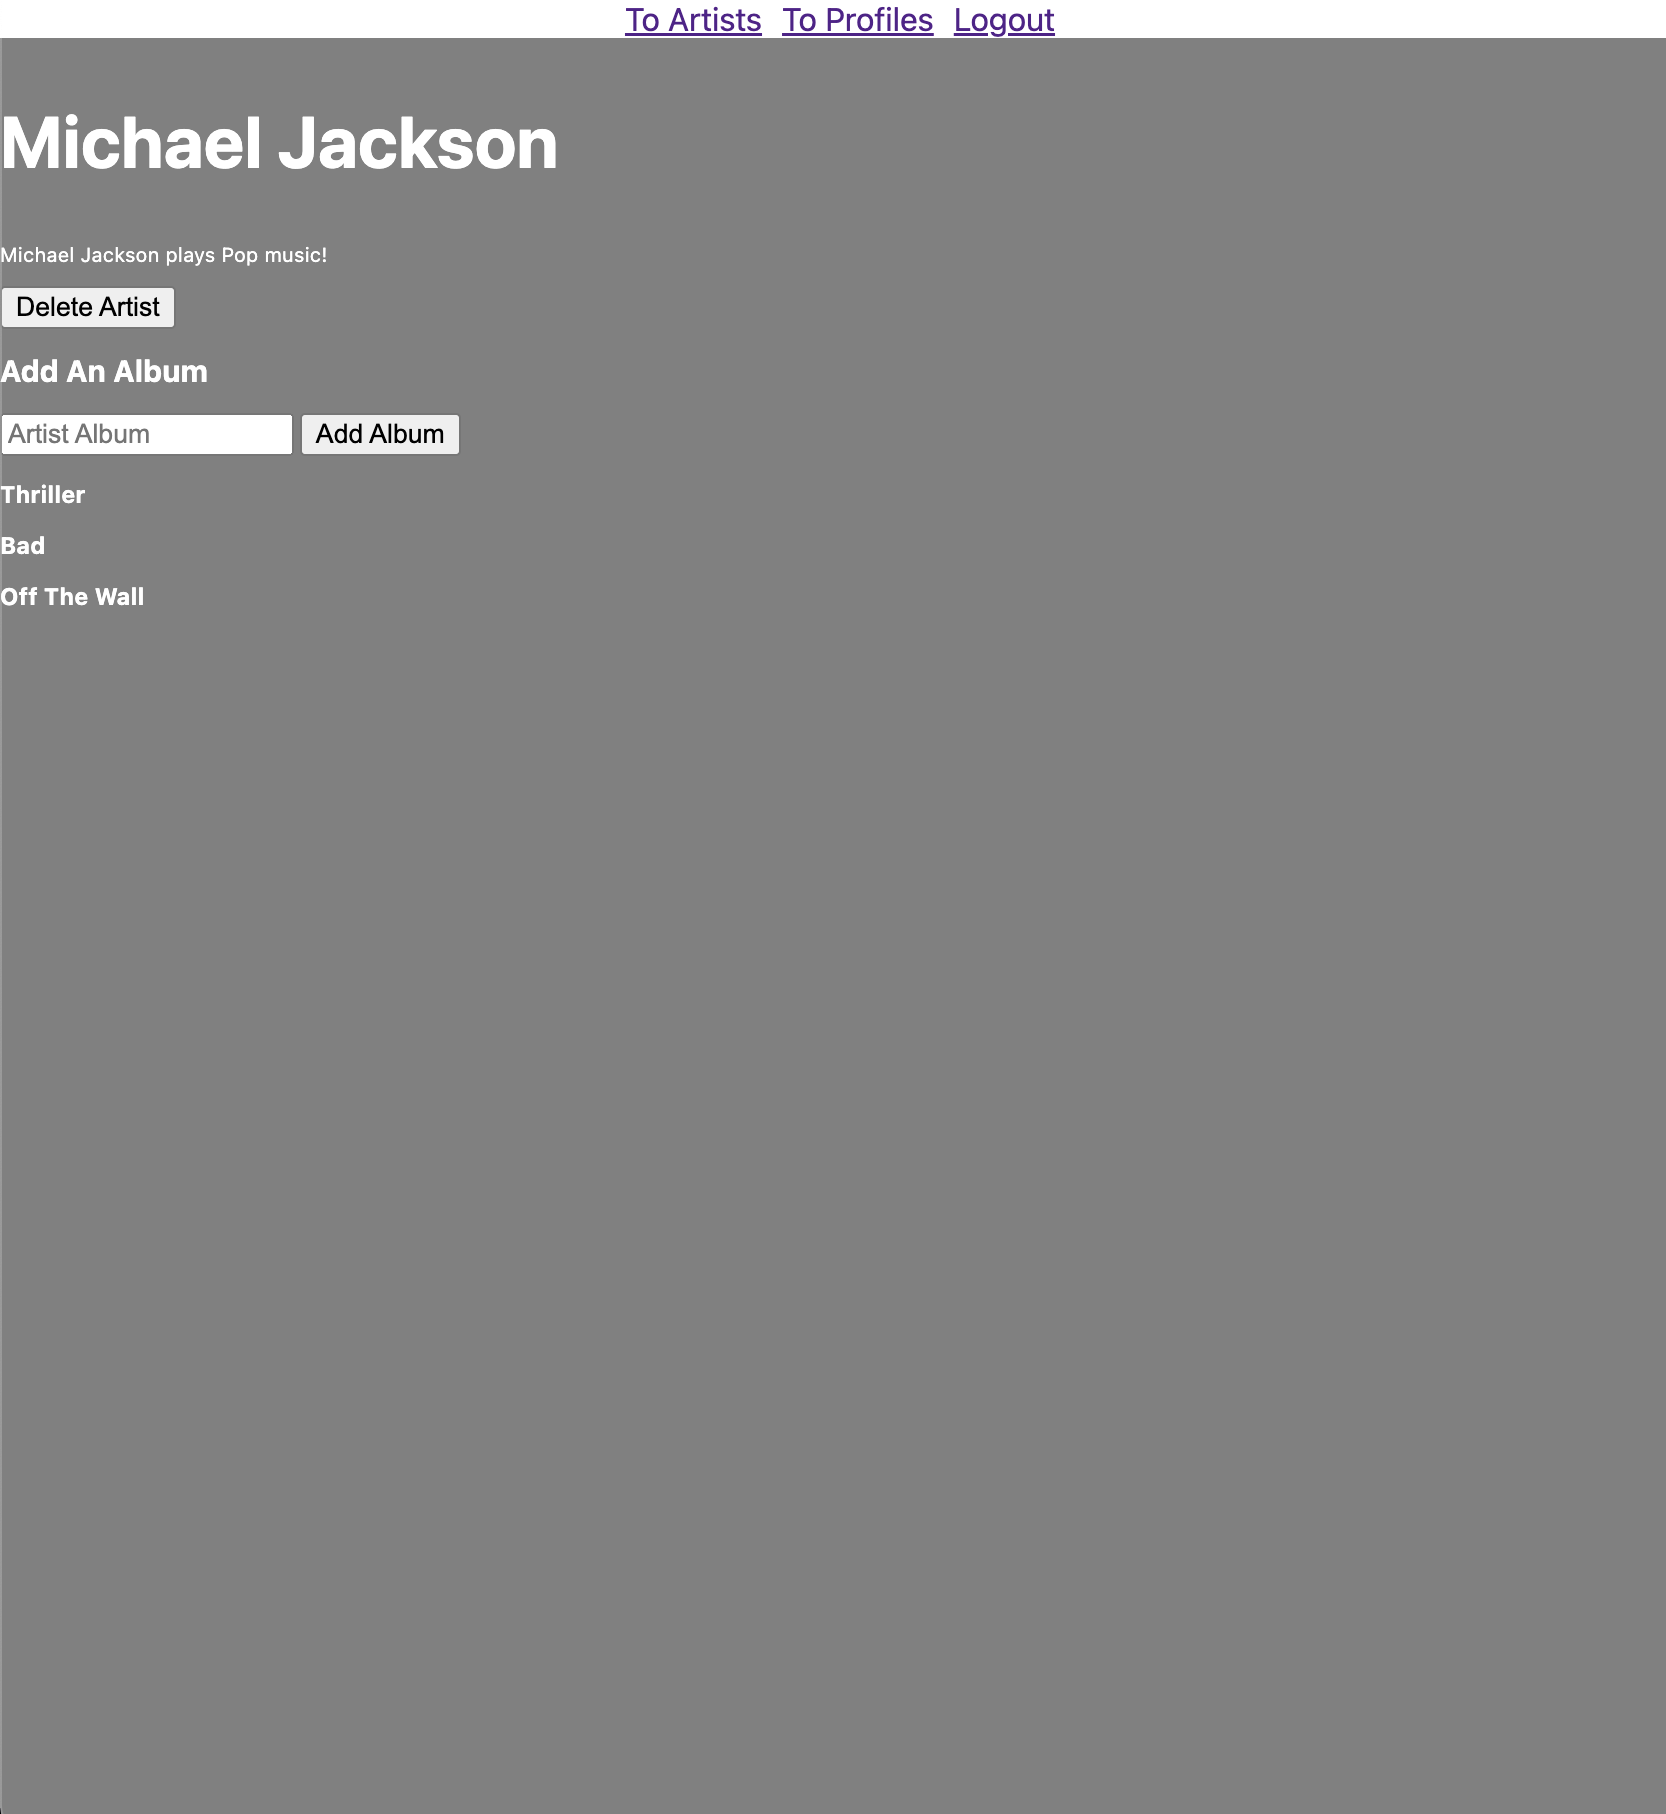 To Artists To Profiles Logout
Michael Jackson
Michael Jackson plays Pop music!
Delete Artist
Add An Album
Artist Album Add Album
Thriller
Bad
Off The Wall